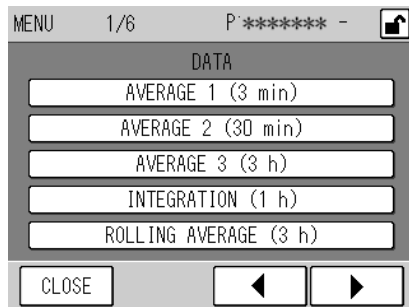 MENU 1/6 P******* -
DATA
AVERAGE 1 (3 min)
AVERAGE 2 (30 min)
AVERAGE 3 (3 h)
INTEGRATION (1 h)
ROLLING AVERAGE (3 h)
CLOSE